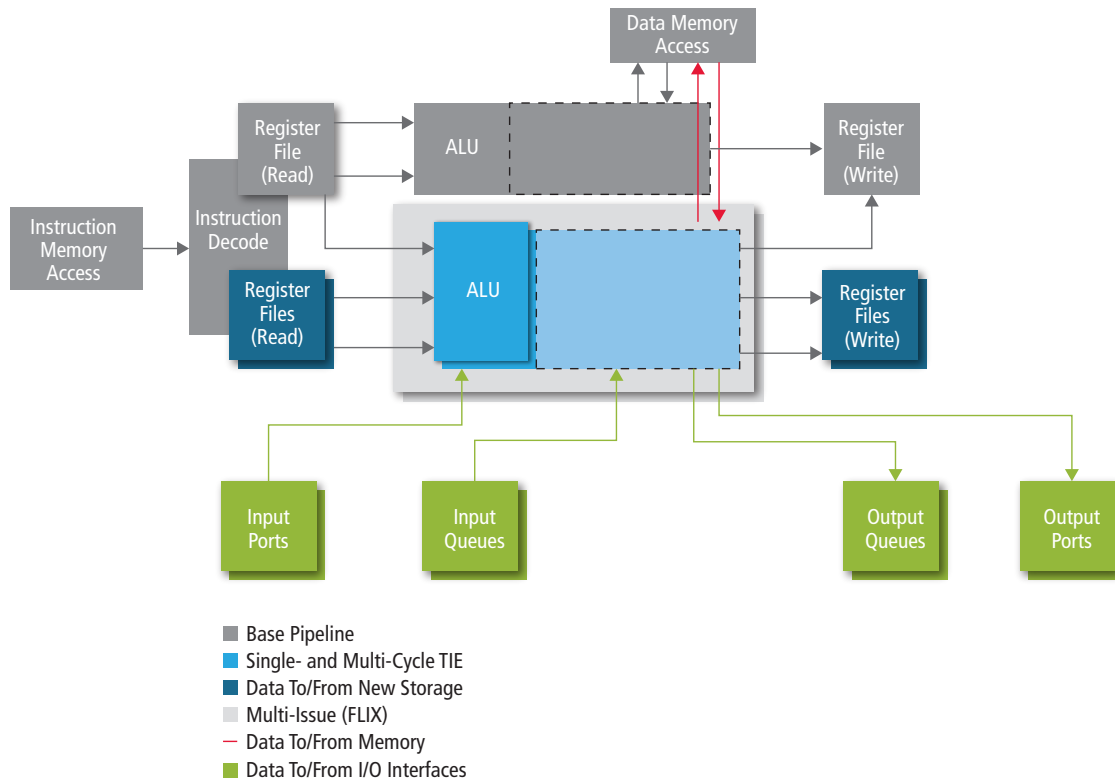 Data Memory
Access
Register
File
(Read)
ALU
Register
File
(Write)
Instruction
Memory
Access
Instruction
Decode
Register
Files
(Read)
ALU
Register
Files
(Write)
Input
Ports
Input
Queues
Output
Queues
Output
Ports
Base Pipeline
Single- and Multi-Cycle TIE
Data To/From New Storage
Multi-Issue (FLIX)
Data To/From Memory
Data To/From I/O Interfaces